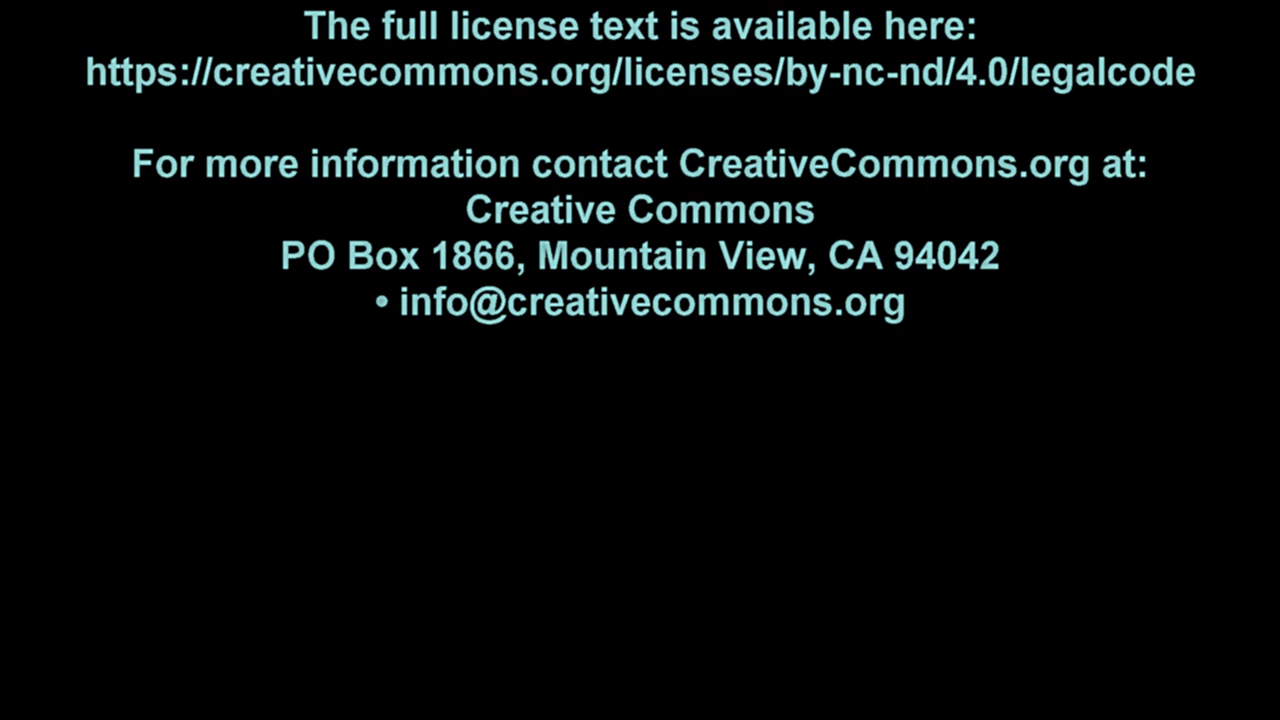 The full license text is available here:
https://creativecommons.org/licenses/by-nc-nd/4.0/legalcode
For more information contact CreativeCommons.org at:
Creative Commons
PO Box 1866, Mountain View, CA 94042
• info@creativecommons.org